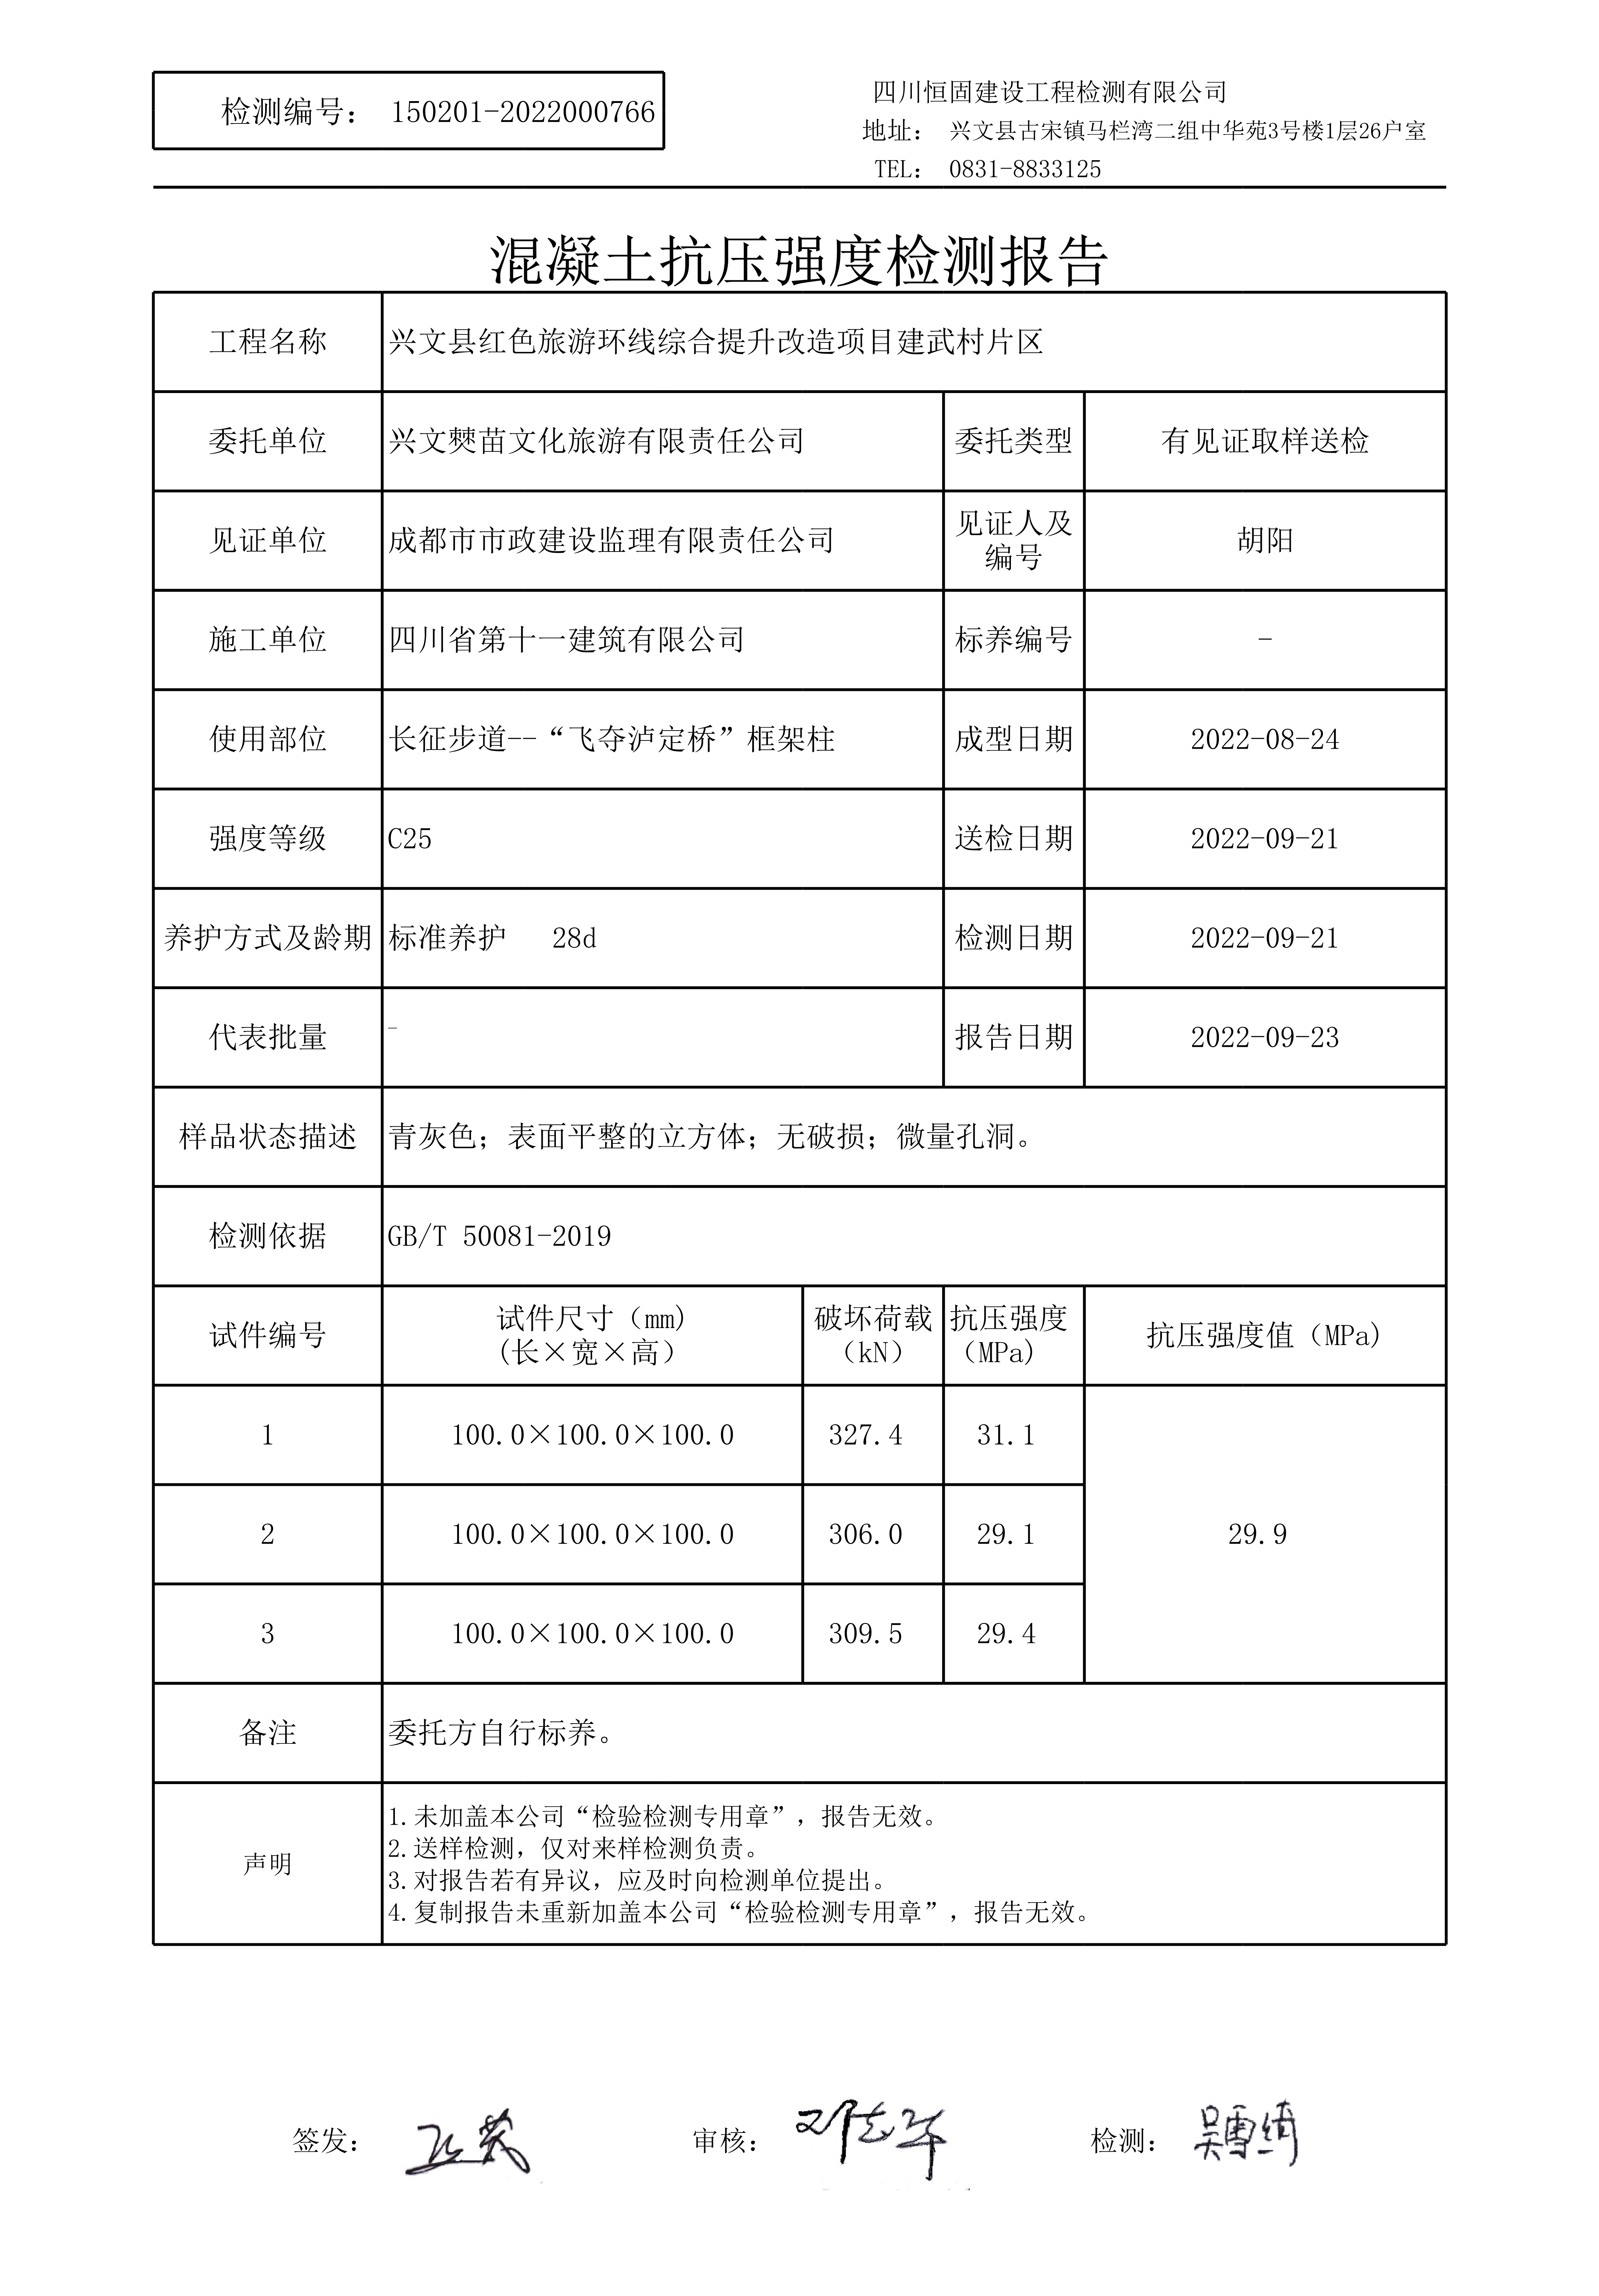 检测编号： 150201-2022000766
四川恒固建设工程检测有限公司
地址： 兴文县古宋镇马栏湾二组中华苑3号楼1层26户室
TEL： 0831-8833125
混凝土抗压强度检测报告
工程名称 兴文县红色旅游环线综合提升改造项目建武村片区
委托单位 兴文僰苗文化旅游有限责任公司 委托类型 有见证取样送检
见证单位 成都市市政建设监理有限责任公司 见证人及编号 胡阳
施工单位 四川省第十一建筑有限公司 标养编号 -
使用部位 长征步道--“飞夺泸定桥”框架柱 成型日期 2022-08-24
强度等级 C25 送检日期 2022-09-21
养护方式及龄期 标准养护 28d 检测日期 2022-09-21
代表批量 - 报告日期 2022-09-23
样品状态描述 青灰色；表面平整的立方体；无破损；微量孔洞。
检测依据 GB/T 50081-2019
试件编号 试件尺寸（mm）(长×宽×高） 破坏荷载（kN） 抗压强度（MPa） 抗压强度值（MPa）
1 100.0×100.0×100.0 327.4 31.1
2 100.0×100.0×100.0 306.0 29.1 29.9
3 100.0×100.0×100.0 309.5 29.4
备注 委托方自行标养。
声明
1.未加盖本公司“检验检测专用章”，报告无效。
2.送样检测，仅对来样检测负责。
3.对报告若有异议，应及时向检测单位提出。
4.复制报告未重新加盖本公司“检验检测专用章”，报告无效。
签发： 审核： 检测： 吴雪绮